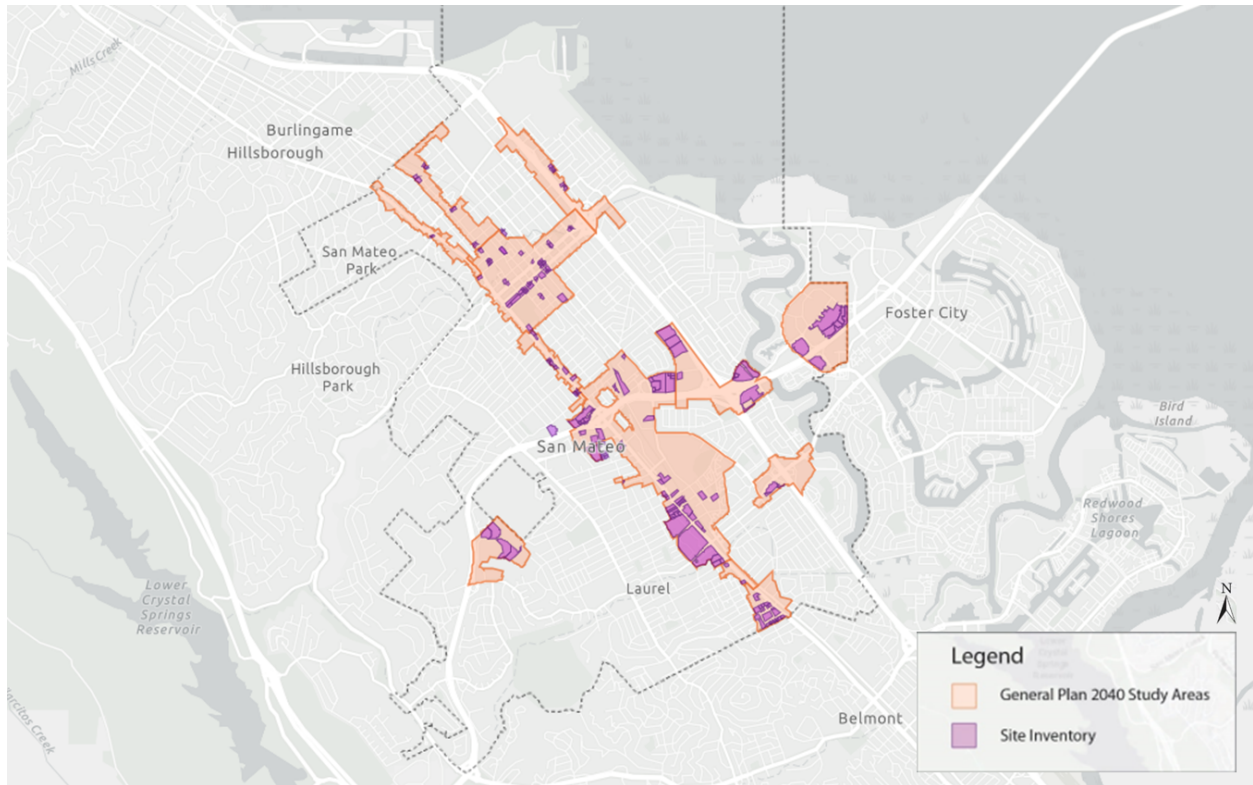 Mills Creek
Burlingame
Hillsborough
San Mateo
Park
Foster City
Hillsborough
Park
Bird
Island
San Mateo
Redwood
Shores
Lagoon
Laurel
Lower
Crystal
Springs
Reservoir
N
Belmont
Legend
General Plan 2040 Study Areas
Site Inventory